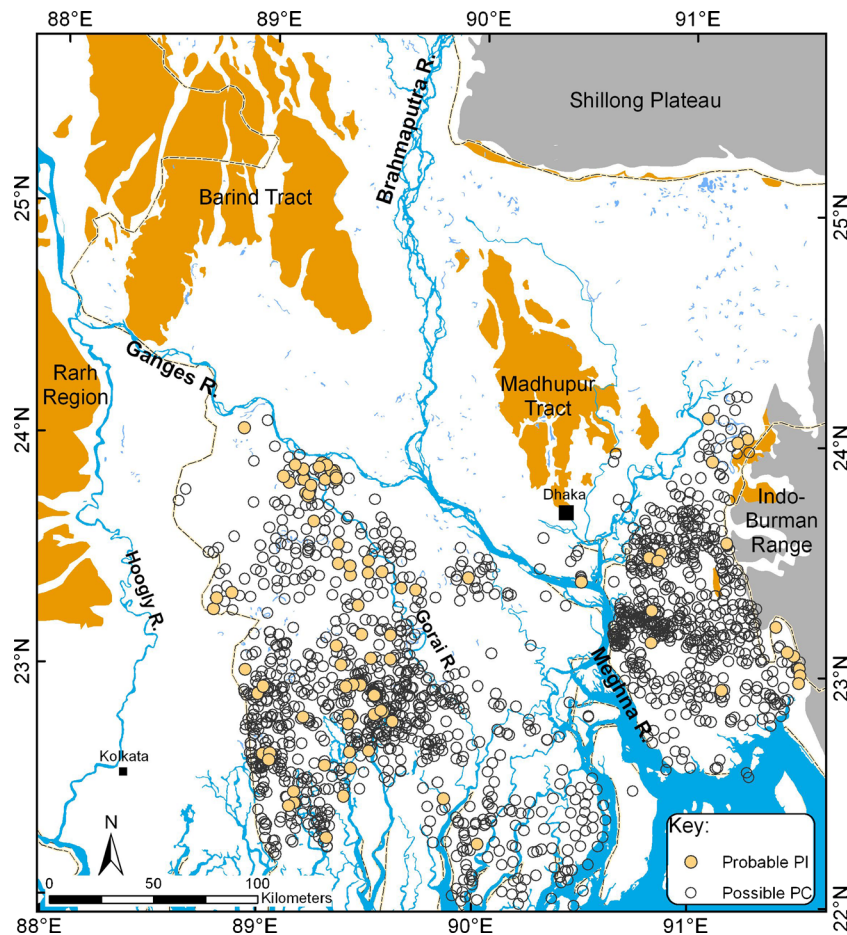 88°E 89°E 90°E 91°E
Shillong Plateau
Brahmaputra R.
25°N
Barind Tract
25°N
Ganges R.
Rarh
Region
Madhupur
Tract
24°N
24°N
Dhaka
Indo-
Burman
Range
Hoogly R.
Gorai R.
23°N
Meghna R.
23°N
Kolkata
N
Key:
Probable PI
Possible PC
0 50 100
Kilometers
22°N
88°E 89°E 90°E 91°E